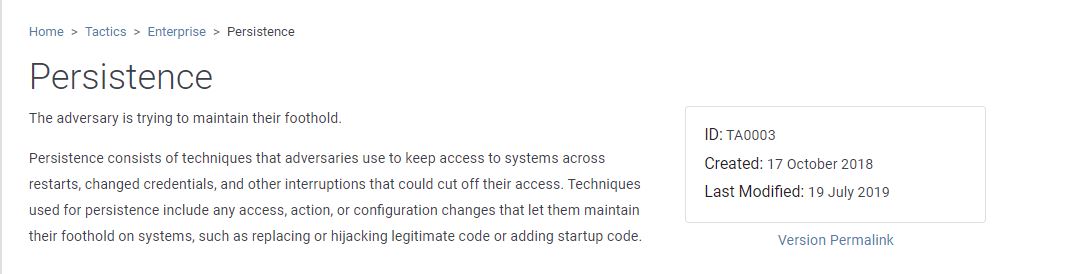 Home > Tactics > Enterprise > Persistence
Persistence
The adversary is trying to maintain their foothold.
Persistence consists of techniques that adversaries use to keep access to systems across
restarts, changed credentials, and other interruptions that could cut off their access. Techniques
used for persistence include any access, action, or configuration changes that let them maintain
their foothold on systems, such as replacing or hijacking legitimate code or adding startup code.
ID: TA0003
Created: 17 October 2018
Last Modified: 19 July 2019
Version Permalink